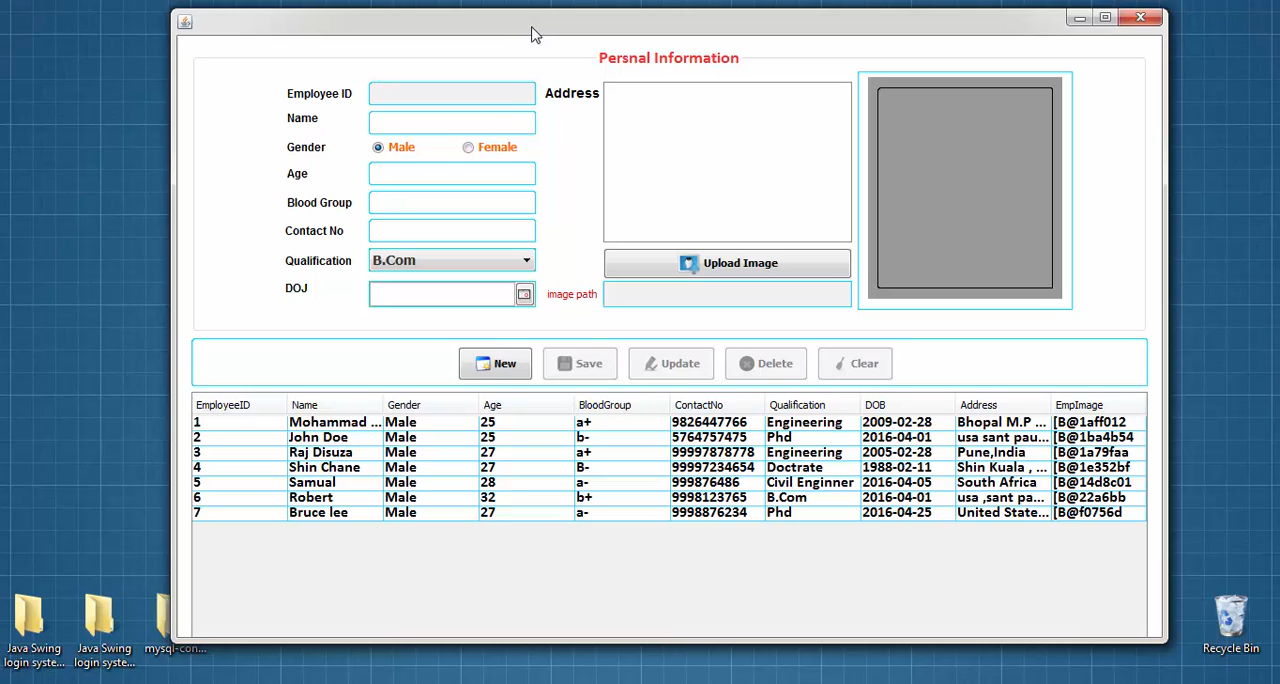 Persnal Information
Employee ID
Address
Name
Gender Male Female
Age
Blood Group
Contact No
Qualification B.Com
Upload Image
DOJ
image path
New Save Update Delete Clear
EmployeeID Name Gender Age BloodGroup ContactNo Qualification DOB Address EmpImage
1 Mohammad ... Male 25 a+ 9826447766 Engineering 2009-02-28 Bhopal M.P ... [B@1aff012
2 John Doe Male 25 b- 5764757475 Phd 2016-04-01 usa sant pau... [B@1ba4b54
3 Raj Disuza Male 27 a+ 99997878778 Engineering 2005-02-28 Pune,India [B@1a79faa
4 Shin Chane Male 27 B- 99997234654 Doctrate 1988-02-11 Shin Kuala , ... [B@1e352bf
5 Samual Male 28 a- 999876486 Civil Enginner 2016-04-05 South Africa [B@14d8c01
6 Robert Male 32 b+ 9998123765 B.Com 2016-04-01 usa ,sant pa... [B@22a6bb
7 Bruce lee Male 27 a- 9998876234 Phd 2016-04-25 United State... [B@f0756d
Java Swing login syste...
Java Swing login syste...
mysql-con...
Recycle Bin